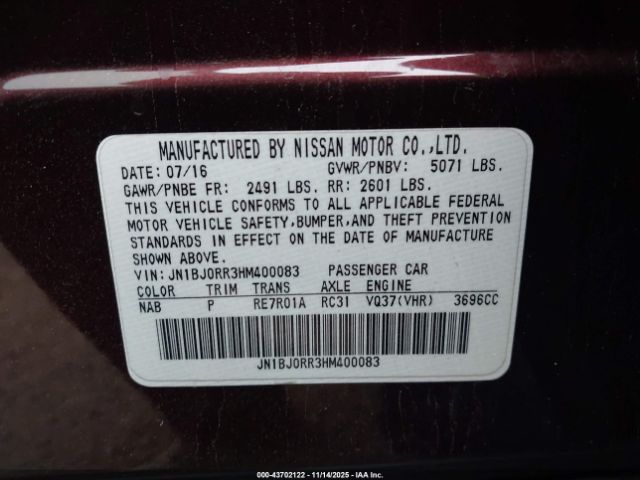 MANUFACTURED BY NISSAN MOTOR CO.,LTD.
DATE: 07/16 GVWR/PNBV: 5071 LBS.
GAWR/PNBE FR: 2491 LBS. RR: 2601 LBS.
THIS VEHICLE CONFORMS TO ALL APPLICABLE FEDERAL
MOTOR VEHICLE SAFETY,BUMPER,AND THEFT PREVENTION
STANDARDS IN EFFECT ON THE DATE OF MANUFACTURE
SHOWN ABOVE.
VIN: JN1BJ0RR3HM400083 PASSENGER CAR
COLOR TRIM TRANS AXLE ENGINE
NAB P RE7R01A RC31 VQ37(VHR) 3696CC
JN1BJ0RR3HM400083
000-43702122 - 11/14/2025 - IAA Inc.